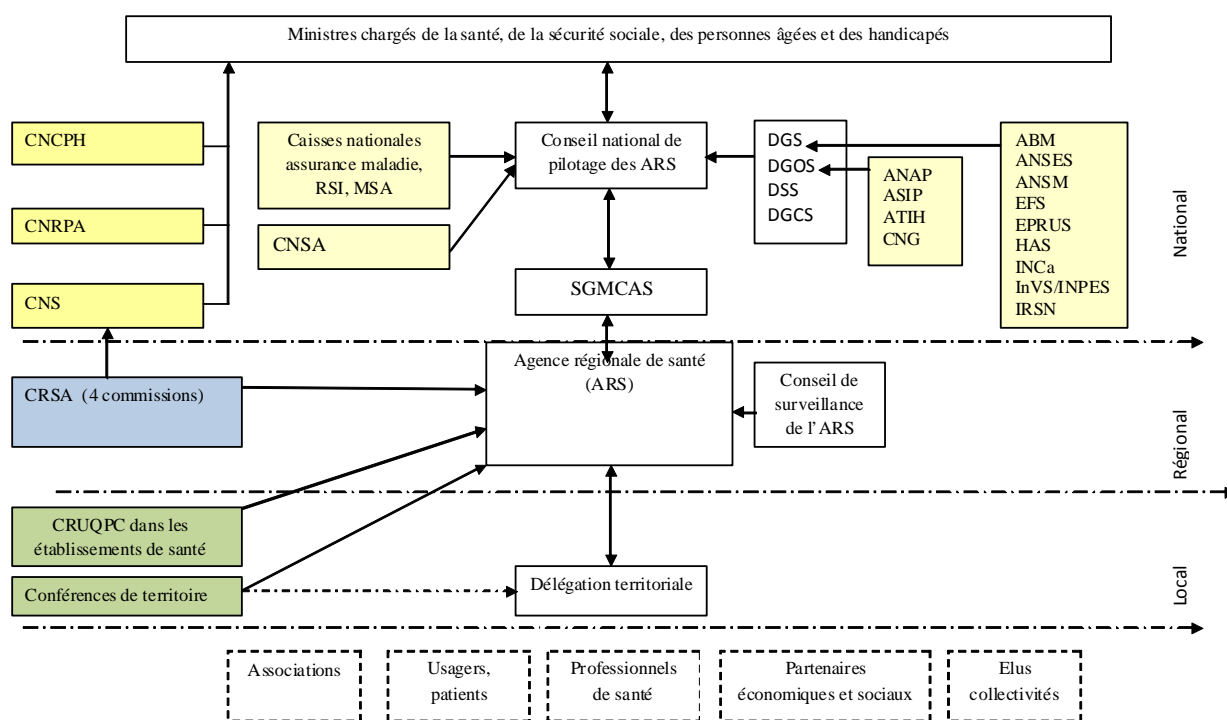 Ministres chargés de la santé, de la sécurité sociale, des personnes âgées et des handicapés
CNCPH
CNRPA
CNS
Caisses nationales
assurance maladie,
RSI, MSA
CNSA
Conseil national de
pilotage des ARS
SGMCAS
DGS
DGOS
DSS
DGCS
ANAP
ASIP
ATIH
CNG
ABM
ANSES
ANSM
EFS
EPRUS
HAS
INCa
InVS/INPES
IRSN
National
CRSA (4 commissions)
Agence régionale de santé
(ARS)
Conseil de
surveillance
de l’ARS
Régional
CRUQPC dans les
établissements de santé
Conférences de territoire
Délégation territoriale
Local
Associations
Usagers,
patients
Professionnels
de santé
Partenaires
économiques et sociaux
Elus
collectivités